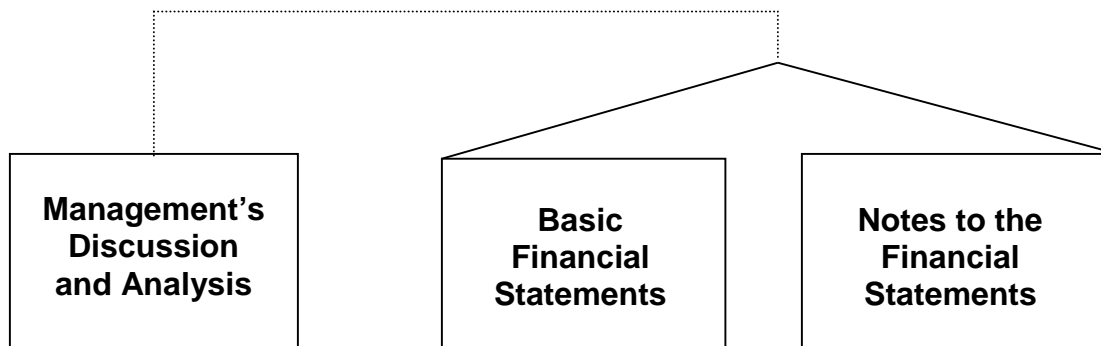 Management’s
Discussion
and Analysis
Basic
Financial
Statements
Notes to the
Financial
Statements